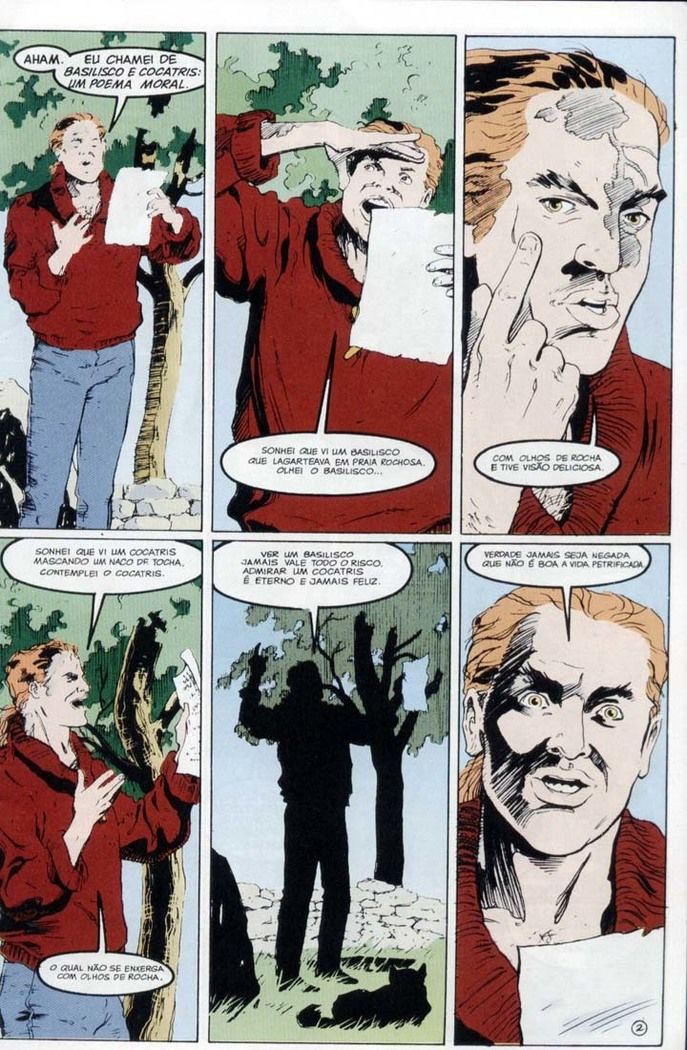 AHAM. EU CHAMEI DE
BASILISCO E COCATRIS:
UM POEMA MORAL.
SONHEI QUE VI UM BASILISCO
QUE LAGARTEAVA EM PRAIA ROCHOSA.
OLHEI O BASILISCO...
COM OLHOS DE ROCHA
E TIVE VISÃO DELICIOSA.
SONHEI QUE VI UM COCATRIS
MASCANDO UM NACO DE TOCHA.
CONTEMPLEI O COCATRIS.
O QUAL NÃO SE ENXERGA
COM OLHOS DE ROCHA.
VER UM BASILISCO
JAMAIS VALE TODO O RISCO.
ADMIRAR UM COCATRIS
É ETERNO E JAMAIS FELIZ.
VERDADE JAMAIS SEJA NEGADA
QUE NÃO É BOA A VIDA PETRIFICADA.
2